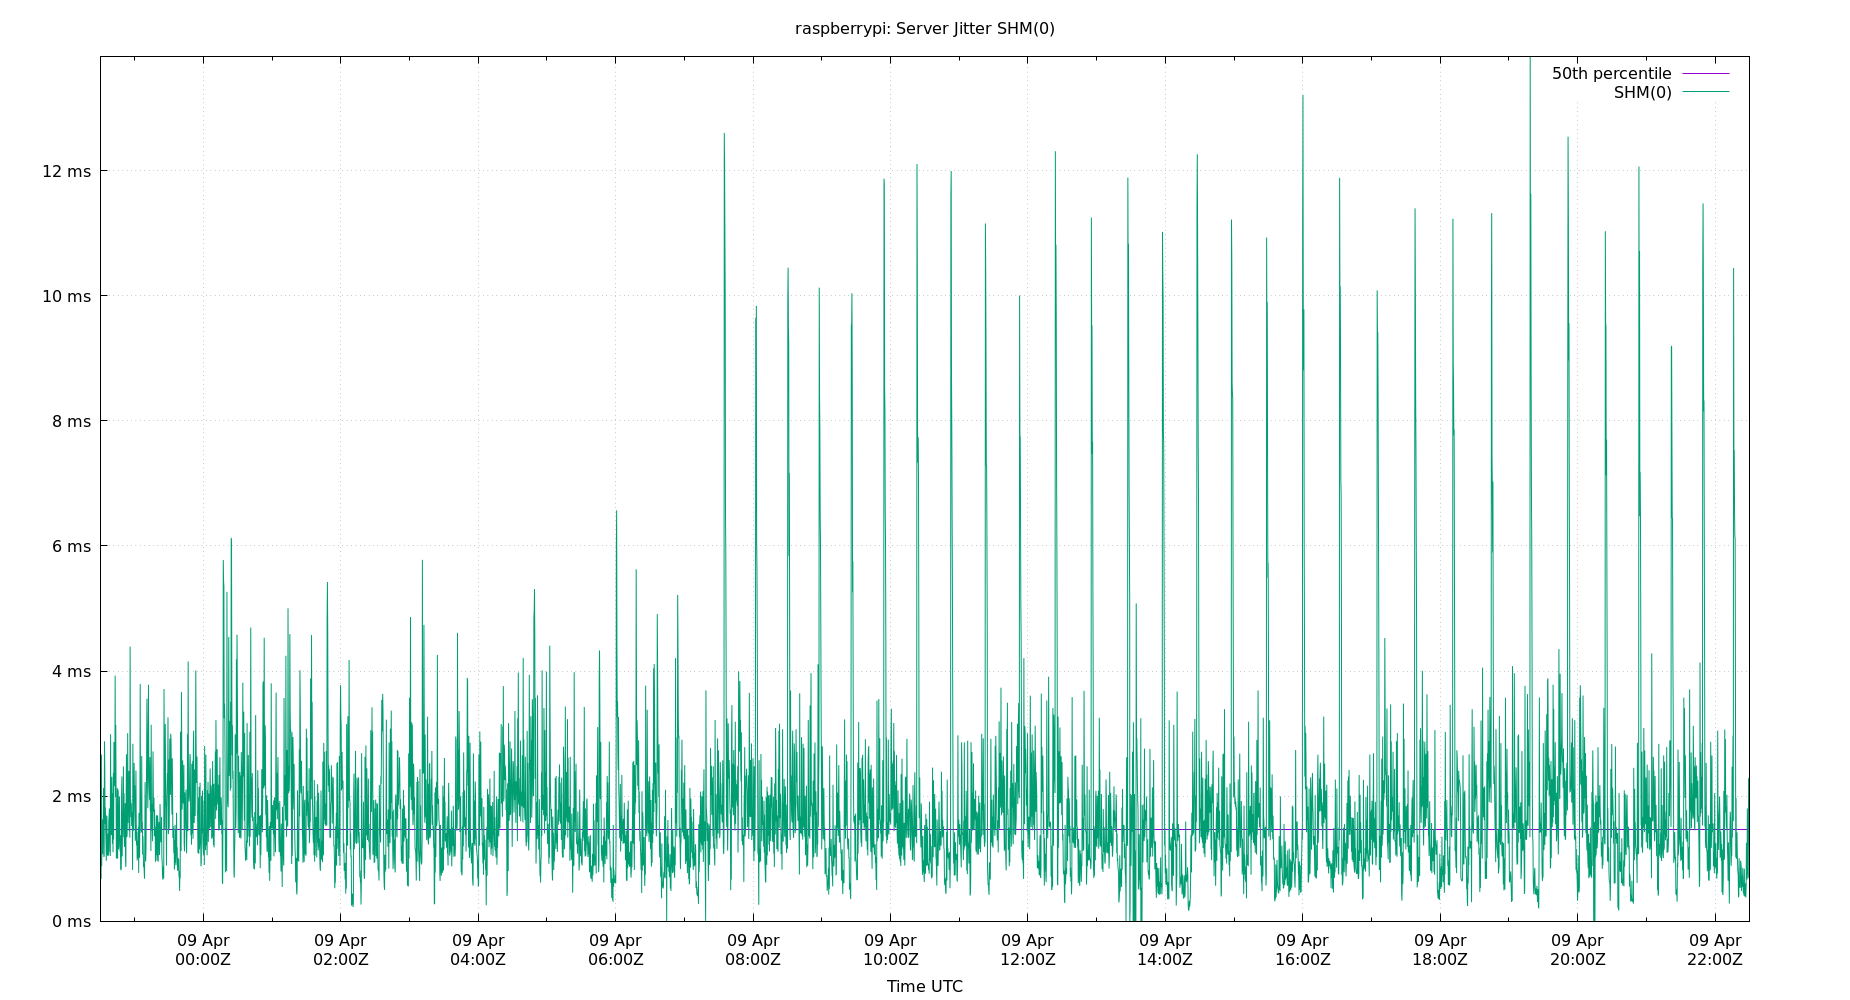 raspberrypi: Server Jitter SHM(0)
50th percentile
SHM(0)
12 ms
10 ms
8 ms
6 ms
4 ms
2 ms
0 ms
09 Apr 09 Apr 09 Apr 09 Apr 09 Apr 09 Apr 09 Apr 09 Apr 09 Apr 09 Apr 09 Apr 09 Apr
00:00Z 02:00Z 04:00Z 06:00Z 08:00Z 10:00Z 12:00Z 14:00Z 16:00Z 18:00Z 20:00Z 22:00Z
Time UTC